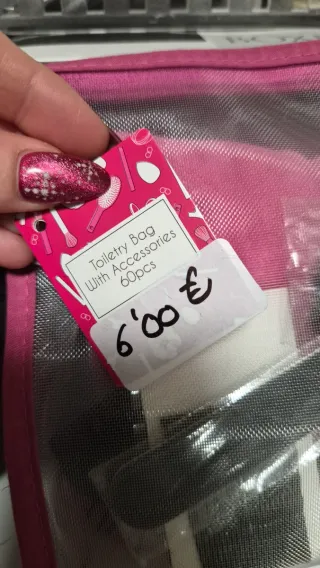 Toiletry Bag
With Accessories
60pcs
6'00 €